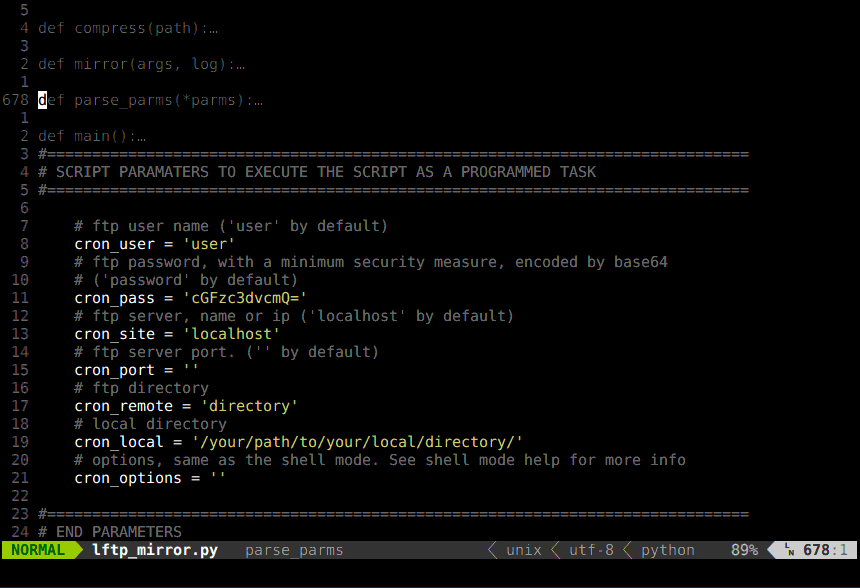 5
4 def compress(path):…
3
2 def mirror(args, log):…
1
678 def parse_parms(*parms):…
1
2 def main():…
3 #==============================================================================
4 # SCRIPT PARAMATERS TO EXECUTE THE SCRIPT AS A PROGRAMMED TASK
5 #==============================================================================
6
7     # ftp user name ('user' by default)
8     cron_user = 'user'
9     # ftp password, with a minimum security measure, encoded by base64
10     # ('password' by default)
11     cron_pass = 'cGFzc3dvcmQ='
12     # ftp server, name or ip ('localhost' by default)
13     cron_site = 'localhost'
14     # ftp server port. ('' by default)
15     cron_port = ''
16     # ftp directory
17     cron_remote = 'directory'
18     # local directory
19     cron_local = '/your/path/to/your/local/directory/'
20     # options, same as the shell mode. See shell mode help for more info
21     cron_options = ''
22
23 #==============================================================================
24 # END PARAMETERS
NORMAL lftp_mirror.py parse_parms unix utf-8 python 89% LN 678:1